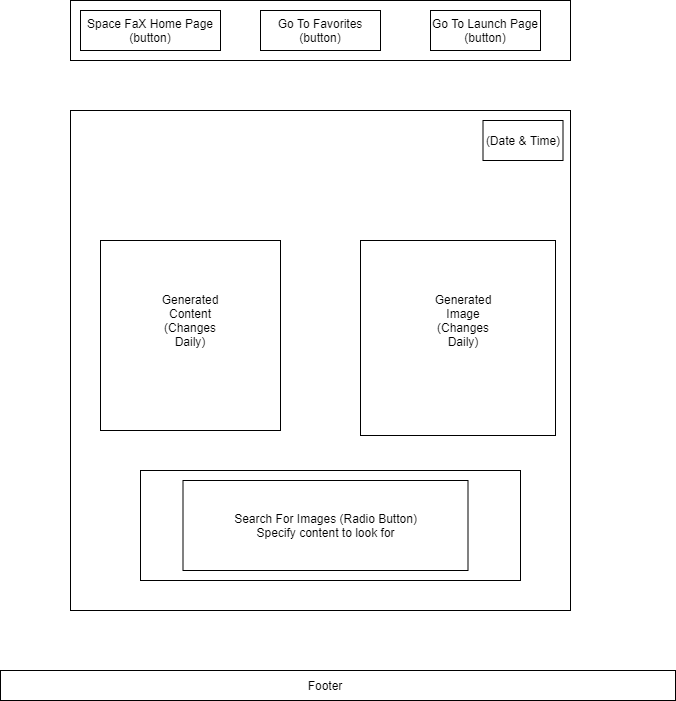 Space FaX Home Page
(button)
Go To Favorites
(button)
Go To Launch Page
(button)
(Date & Time)
Generated
Content
(Changes
Daily)
Generated
Image
(Changes
Daily)
Search For Images (Radio Button)
Specify content to look for
Footer